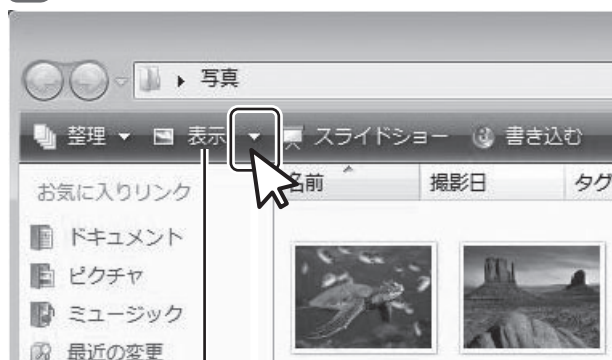 写真
整理 表示 スライドショー 書き込む
お気に入りリンク
名前 撮影日 タグ
ドキュメント
ピクチャ
ミュージック
最近の変更